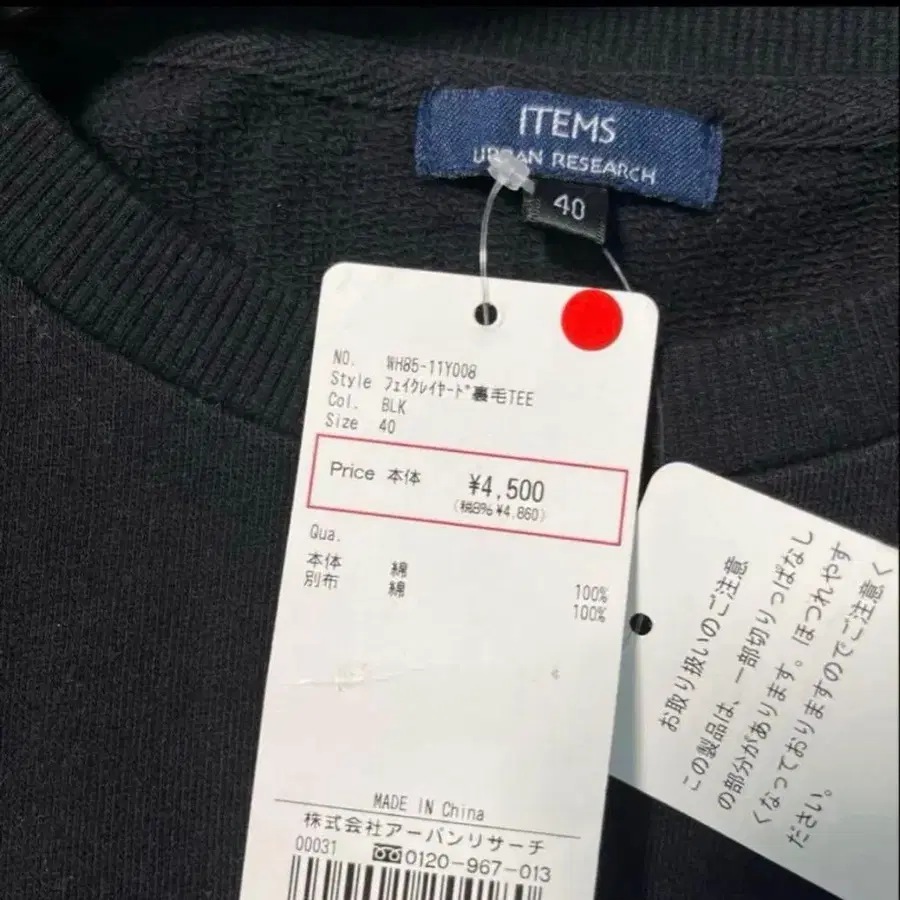 ITEMS
URBAN RESEARCH
40
NO. WH85-11Y008
Style ﾌｪｲｸﾚｲﾔｰﾄﾞ裏毛TEE
Col. BLK
Size 40
Price 本体 ¥4,500
(税8% ¥4,860)
Qua.
本体 綿 100%
別布 綿 100%
MADE IN China
株式会社アーバンリサーチ
00031 0120-967-013
お取り扱いのご注意
この製品は、一部切りっぱなし
の部分があります。ほつれやす
くなっておりますのでご注意く
ださい。